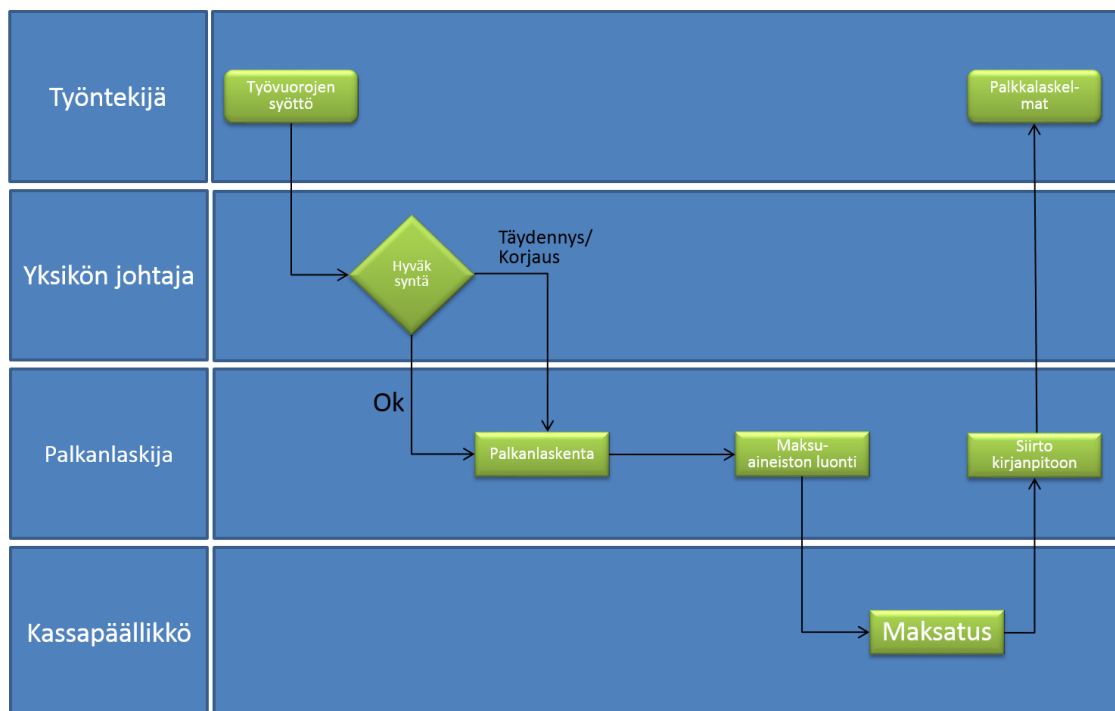 Työntekijä
Työvuorojen
syöttö
Palkkalaskel-
mat
Yksikön johtaja
Hyväk
syntä
Täydennys/
Korjaus
Ok
Palkanlaskija
Palkanlaskenta
Maksu-
aineiston luonti
Siirto
kirjanpitoon
Kassapäällikkö
Maksatus